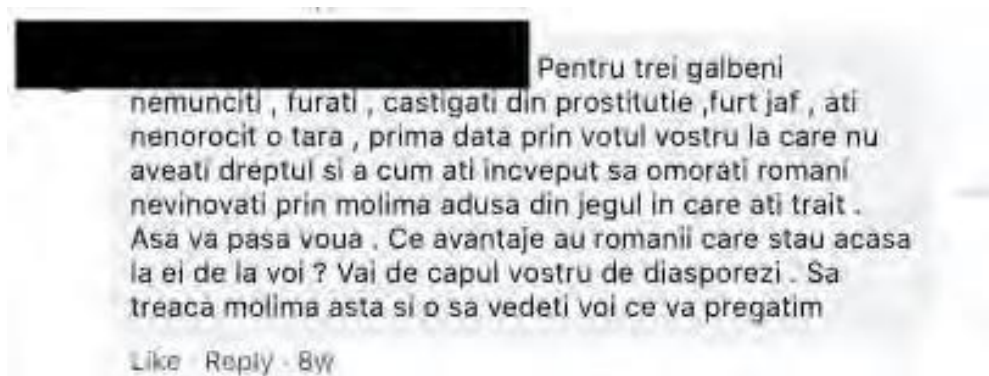 Pentru trei galbeni
nemunciti , furati , castigati din prostitutie ,furt jaf , ati
nenorocit o tara , prima data prin votul vostru la care nu
aveati dreptul si a cum ati incveput sa omorati romani
nevinovati prin molima adusa din jegul in care ati trait .
Asa va pasa voua . Ce avantaje au romanii care stau acasa
la ei de la voi ? Vai de capul vostru de diasporezi . Sa
treaca molima asta si o sa vedeti voi ce va pregatim
Like · Reply · 8w